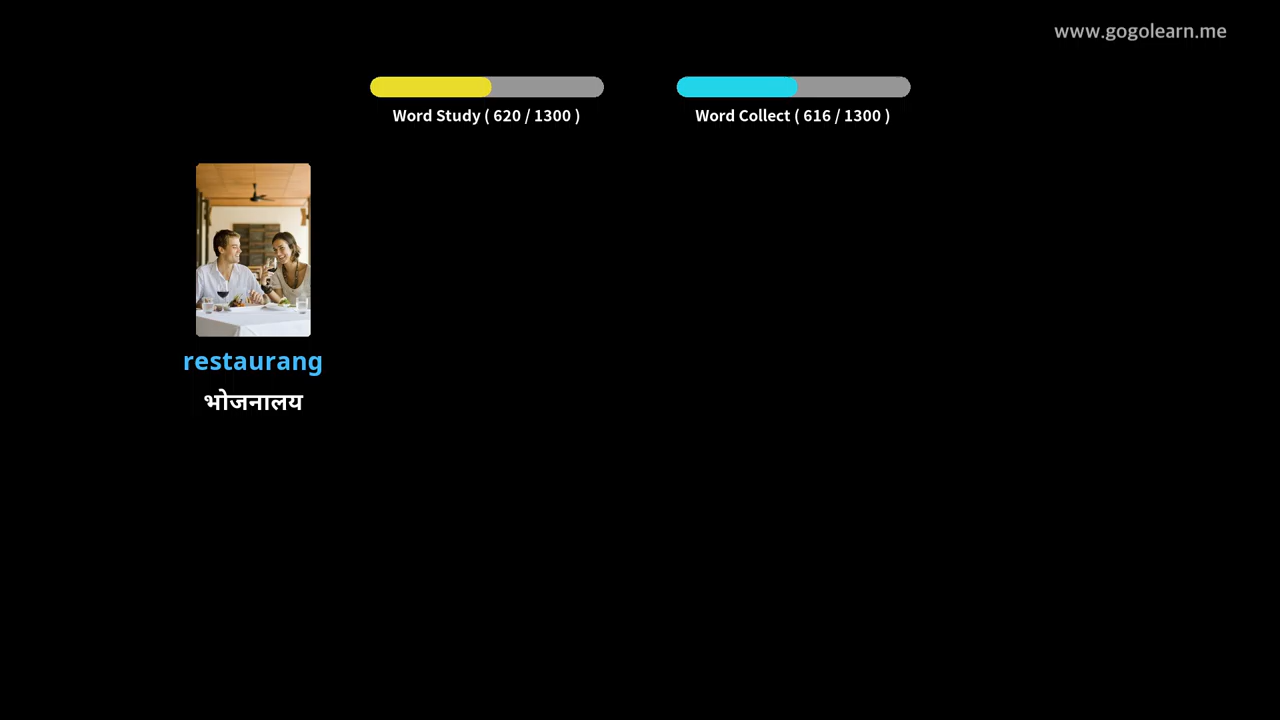 www.gogolearn.me
Word Study ( 620 / 1300 )
Word Collect ( 616 / 1300 )
restaurang
भोजनालय